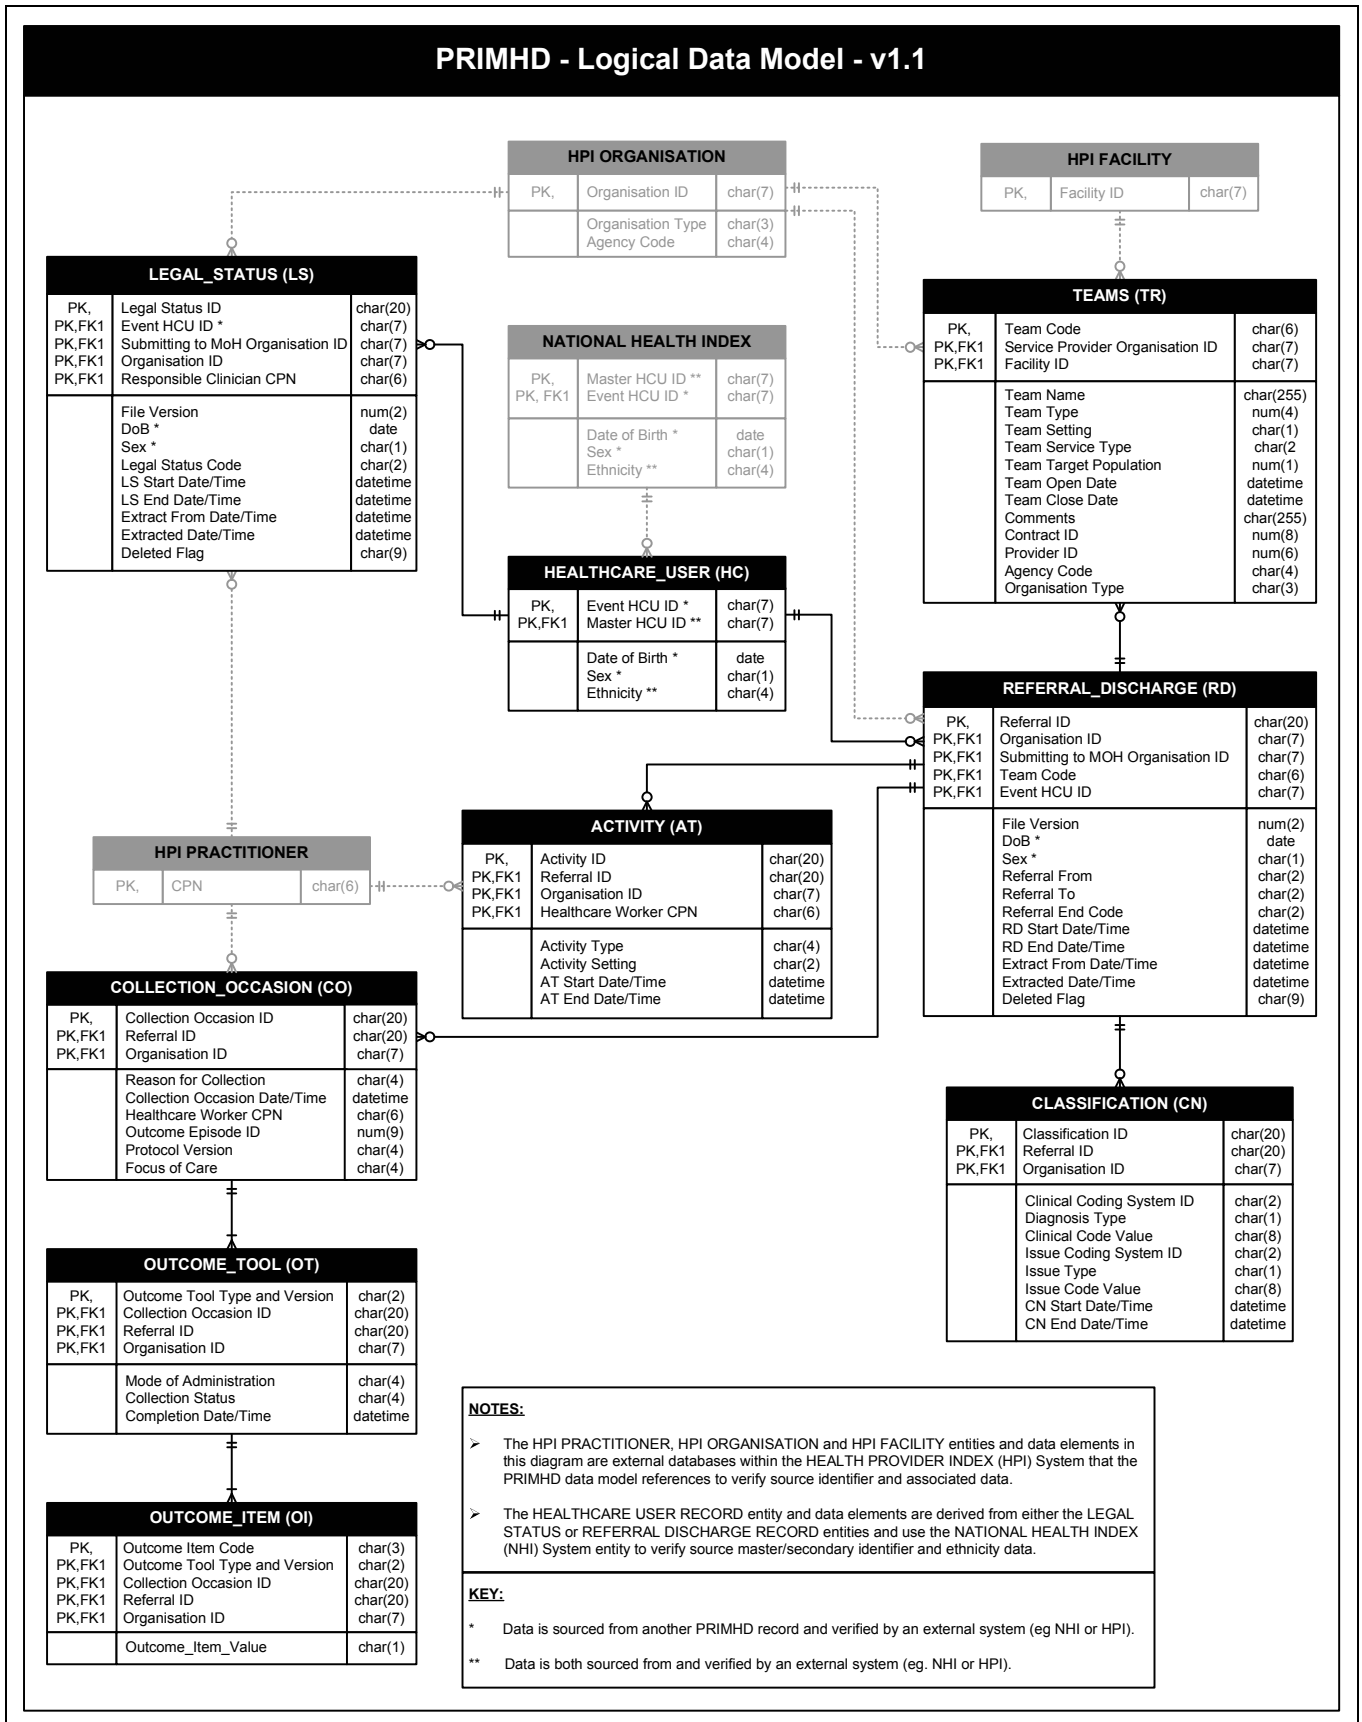 PRIMHD - Logical Data Model - v1.1
HPI ORGANISATION
PK, Organisation ID char(7)
Organisation Type char(3)
Agency Code char(4)
HPI FACILITY
PK, Facility ID char(7)
LEGAL_STATUS (LS)
PK, Legal Status ID char(20)
PK,FK1 Event HCU ID * char(7)
PK,FK1 Submitting to MoH Organisation ID char(7)
PK,FK1 Organisation ID char(7)
PK,FK1 Responsible Clinician CPN char(6)
File Version num(2)
DoB * date
Sex * char(1)
Legal Status Code char(2)
LS Start Date/Time datetime
LS End Date/Time datetime
Extract From Date/Time datetime
Extracted Date/Time datetime
Deleted Flag char(9)
NATIONAL HEALTH INDEX
PK, Master HCU ID ** char(7)
PK, FK1 Event HCU ID * char(7)
Date of Birth * date
Sex * char(1)
Ethnicity ** char(4)
TEAMS (TR)
PK, Team Code char(6)
PK,FK1 Service Provider Organisation ID char(7)
PK,FK1 Facility ID char(7)
Team Name char(255)
Team Type num(4)
Team Setting char(1)
Team Service Type char(2
Team Target Population num(1)
Team Open Date datetime
Team Close Date datetime
Comments char(255)
Contract ID num(8)
Provider ID num(6)
Agency Code char(4)
Organisation Type char(3)
HEALTHCARE_USER (HC)
PK, Event HCU ID * char(7)
PK,FK1 Master HCU ID ** char(7)
Date of Birth * date
Sex * char(1)
Ethnicity ** char(4)
REFERRAL_DISCHARGE (RD)
PK, Referral ID char(20)
PK,FK1 Organisation ID char(7)
PK,FK1 Submitting to MOH Organisation ID char(7)
PK,FK1 Team Code char(6)
PK,FK1 Event HCU ID char(7)
File Version num(2)
DoB * date
Sex * char(1)
Referral From char(2)
Referral To char(2)
Referral End Code char(2)
RD Start Date/Time datetime
RD End Date/Time datetime
Extract From Date/Time datetime
Extracted Date/Time datetime
Deleted Flag char(9)
HPI PRACTITIONER
PK, CPN char(6)
ACTIVITY (AT)
PK, Activity ID char(20)
PK,FK1 Referral ID char(20)
PK,FK1 Organisation ID char(7)
PK,FK1 Healthcare Worker CPN char(6)
Activity Type char(4)
Activity Setting char(2)
AT Start Date/Time datetime
AT End Date/Time datetime
COLLECTION_OCCASION (CO)
PK, Collection Occasion ID char(20)
PK,FK1 Referral ID char(20)
PK,FK1 Organisation ID char(7)
Reason for Collection char(4)
Collection Occasion Date/Time datetime
Healthcare Worker CPN char(6)
Outcome Episode ID num(9)
Protocol Version char(4)
Focus of Care char(4)
CLASSIFICATION (CN)
PK, Classification ID char(20)
PK,FK1 Referral ID char(20)
PK,FK1 Organisation ID char(7)
Clinical Coding System ID char(2)
Diagnosis Type char(1)
Clinical Code Value char(8)
Issue Coding System ID char(2)
Issue Type char(1)
Issue Code Value char(8)
CN Start Date/Time datetime
CN End Date/Time datetime
OUTCOME_TOOL (OT)
PK, Outcome Tool Type and Version char(2)
PK,FK1 Collection Occasion ID char(20)
PK,FK1 Referral ID char(20)
PK,FK1 Organisation ID char(7)
Mode of Administration char(4)
Collection Status char(4)
Completion Date/Time datetime
OUTCOME_ITEM (OI)
PK, Outcome Item Code char(3)
PK,FK1 Outcome Tool Type and Version char(2)
PK,FK1 Collection Occasion ID char(20)
PK,FK1 Referral ID char(20)
PK,FK1 Organisation ID char(7)
Outcome_Item_Value char(1)
NOTES:
➢ The HPI PRACTITIONER, HPI ORGANISATION and HPI FACILITY entities and data elements in
this diagram are external databases within the HEALTH PROVIDER INDEX (HPI) System that the
PRIMHD data model references to verify source identifier and associated data.
➢ The HEALTHCARE USER RECORD entity and data elements are derived from either the LEGAL
STATUS or REFERRAL DISCHARGE RECORD entities and use the NATIONAL HEALTH INDEX
(NHI) System entity to verify source master/secondary identifier and ethnicity data.
KEY:
* Data is sourced from another PRIMHD record and verified by an external system (eg NHI or HPI).
** Data is both sourced from and verified by an external system (eg. NHI or HPI).